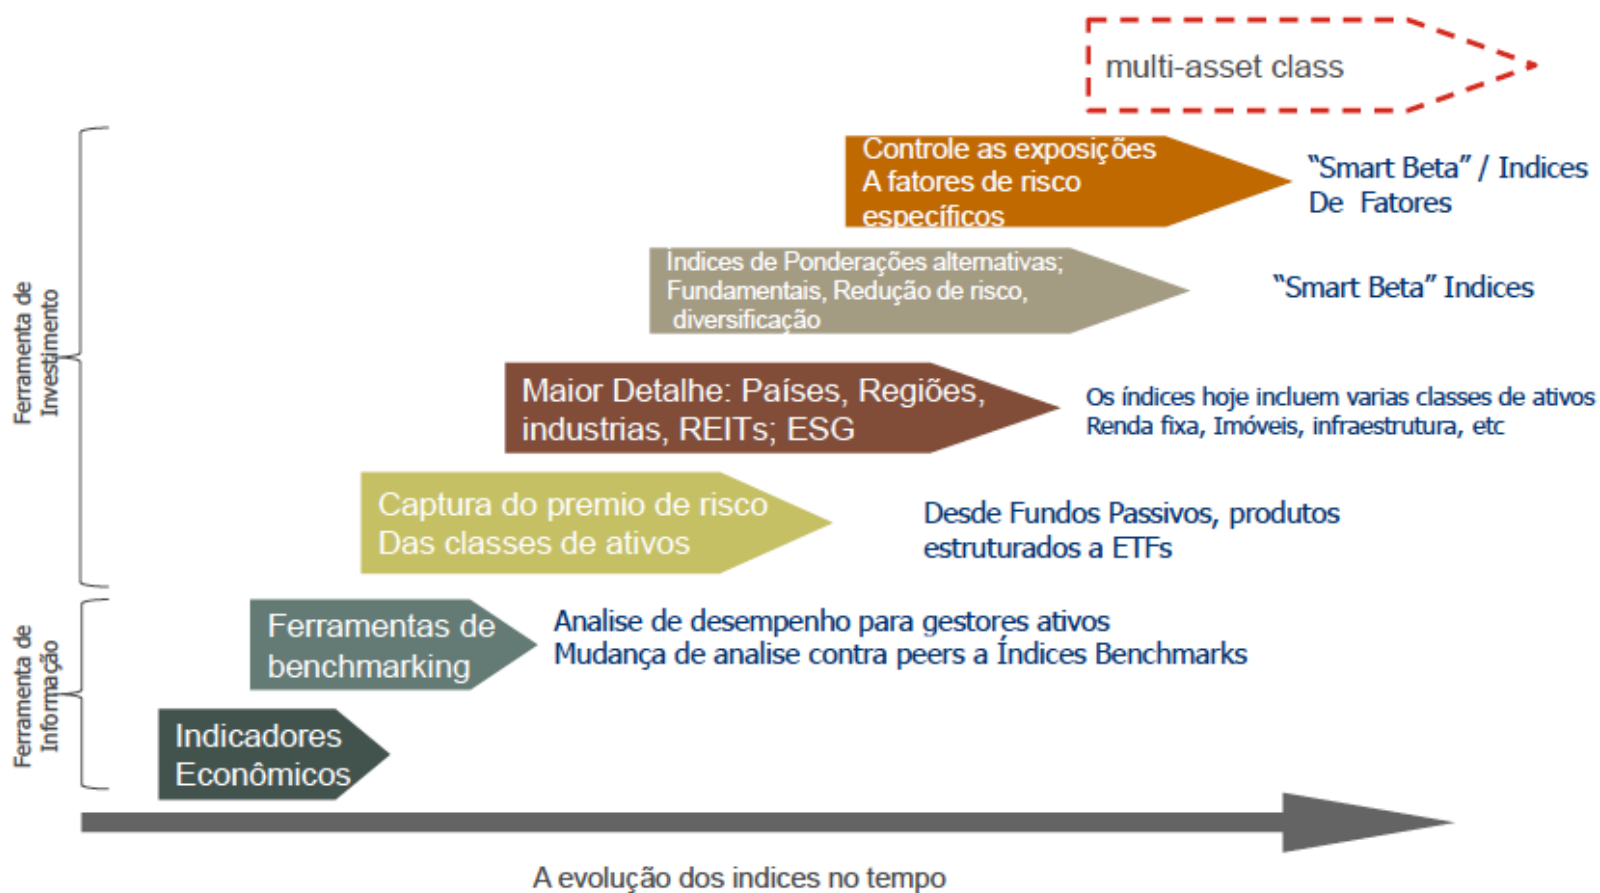 multi-asset class
Controle as exposições
A fatores de risco
específicos
“Smart Beta” / Indices
De Fatores
Índices de Ponderações alternativas;
Fundamentais, Redução de risco,
diversificação
“Smart Beta” Indices
Ferramenta de
Investimento
Maior Detalhe: Países, Regiões,
industrias, REITs; ESG
Os índices hoje incluem varias classes de ativos
Renda fixa, Imóveis, infraestrutura, etc
Captura do premio de risco
Das classes de ativos
Desde Fundos Passivos, produtos
estruturados a ETFs
Ferramentas de
benchmarking
Analise de desempenho para gestores ativos
Mudança de analise contra peers a Índices Benchmarks
Ferramenta de
Informação
Indicadores
Econômicos
A evolução dos indices no tempo